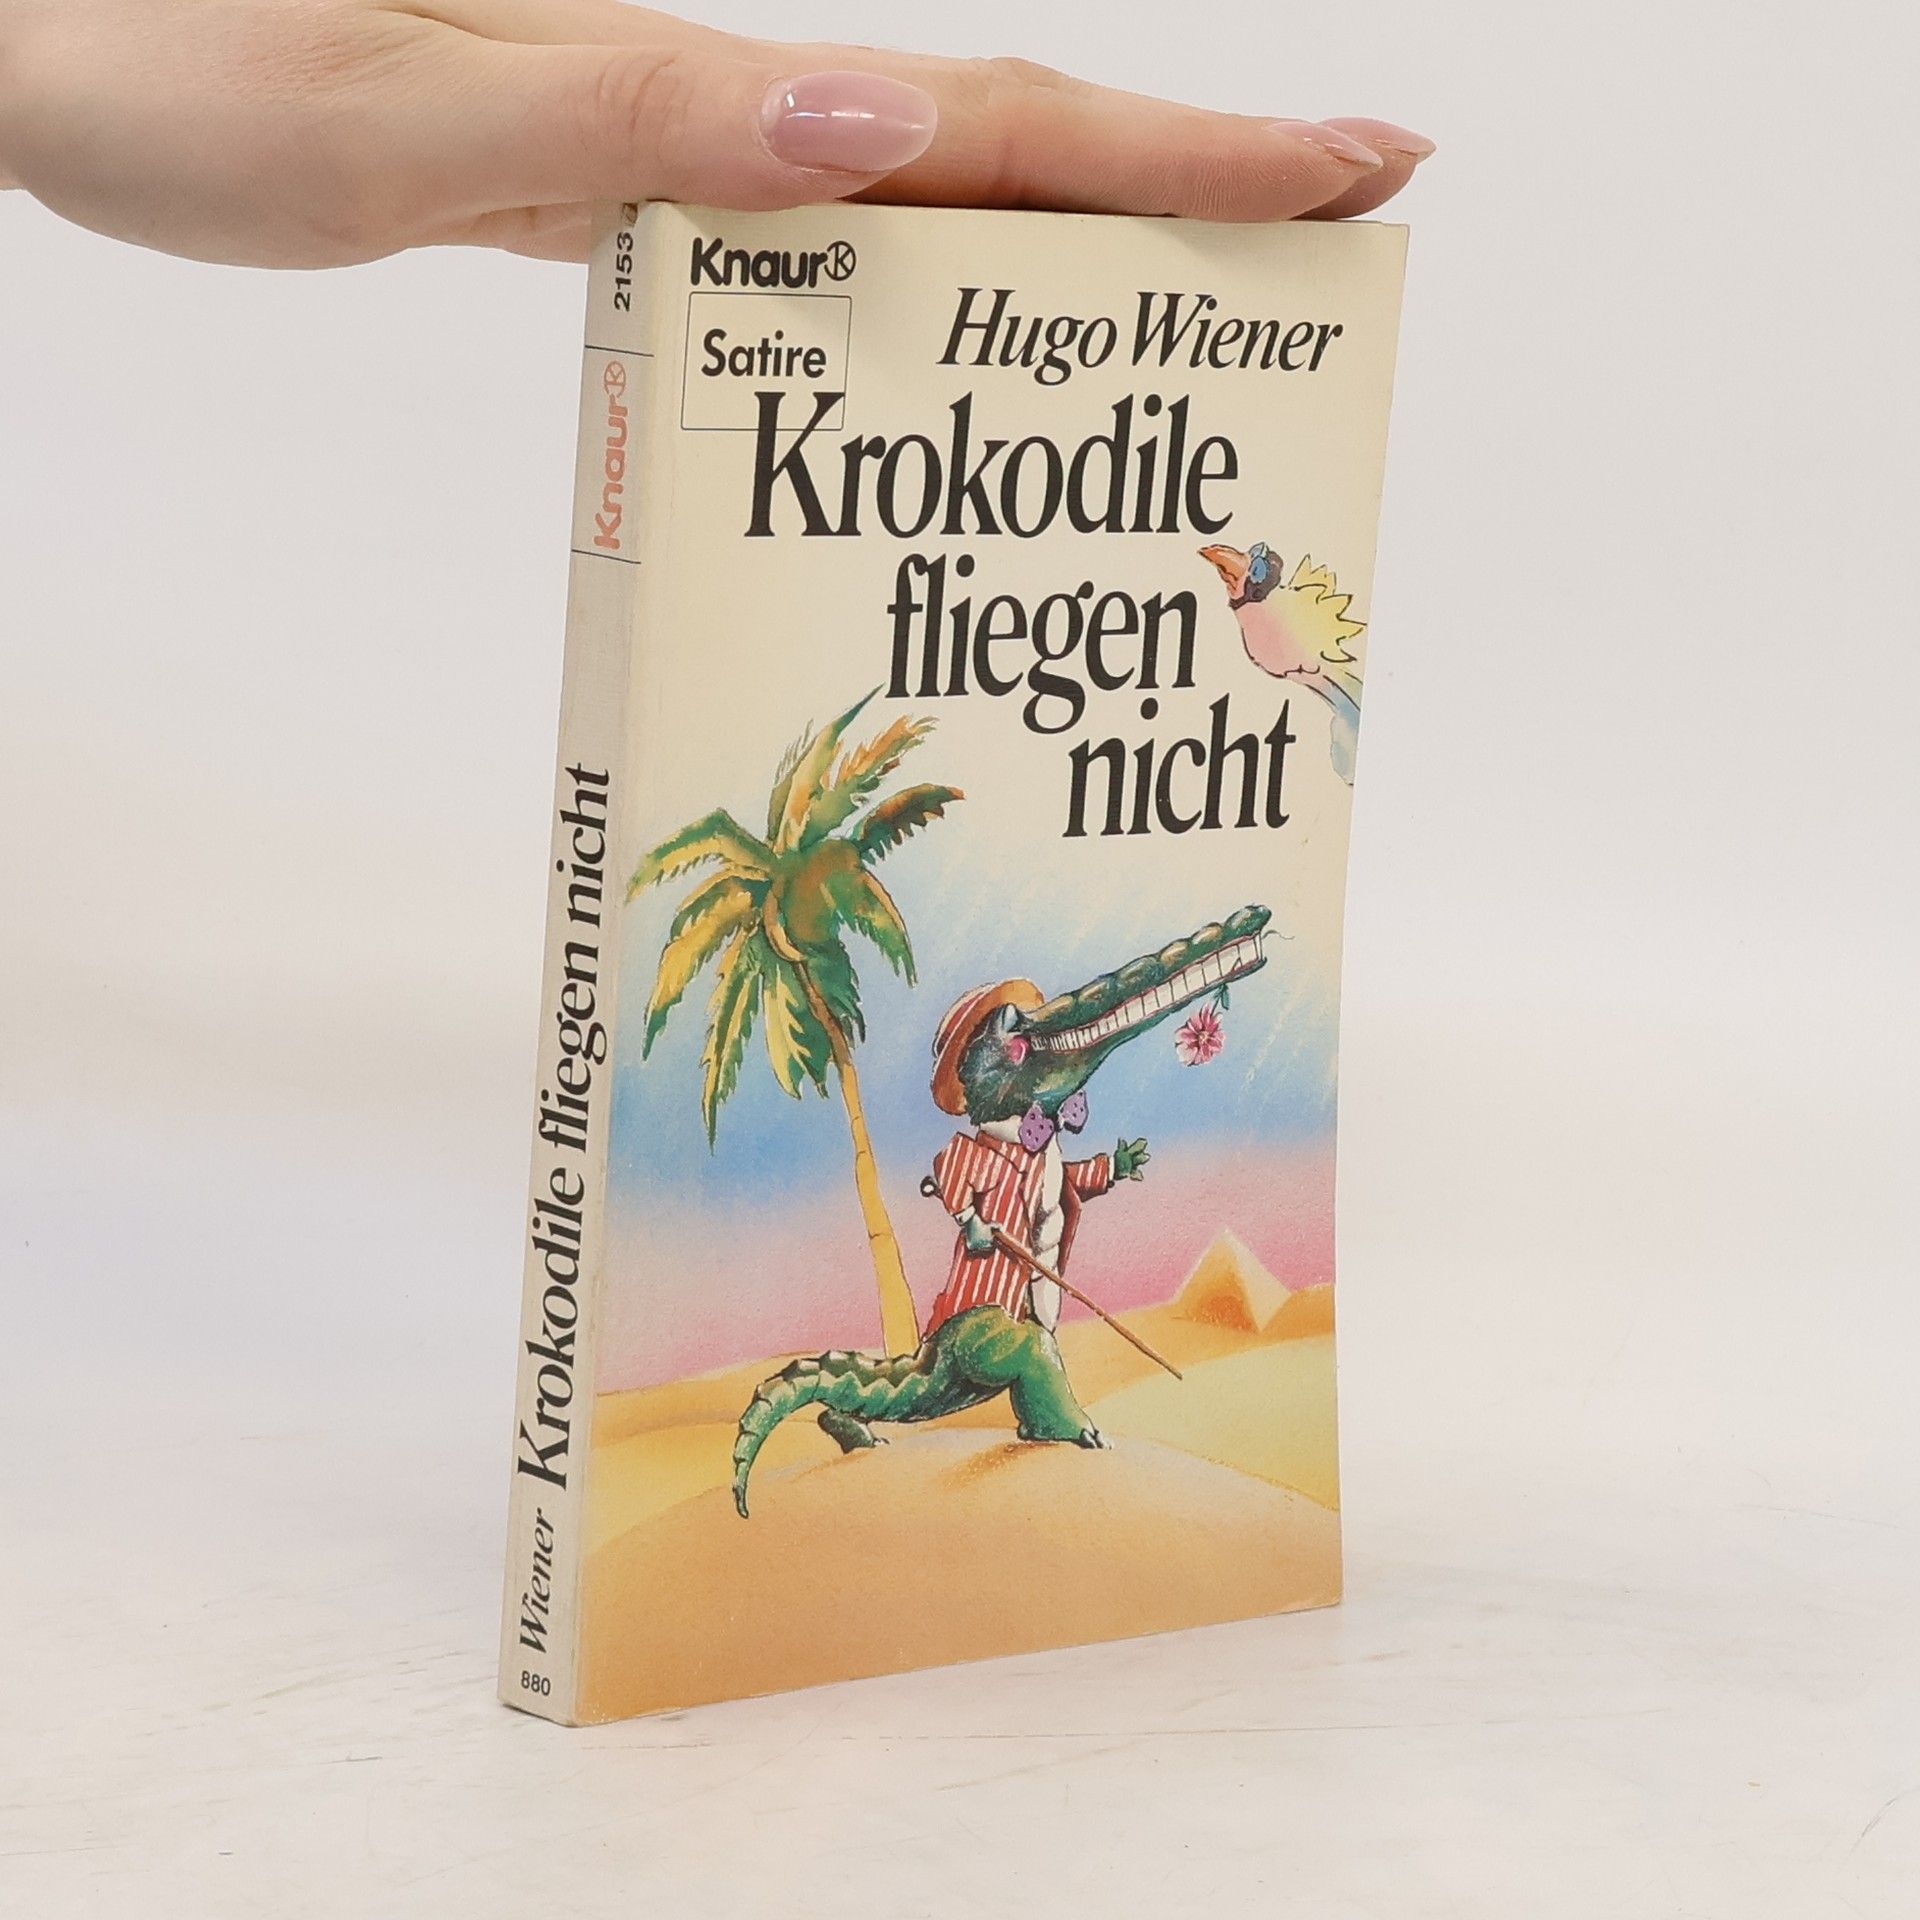 Knaur
Satire
Hugo Wiener
Krokodile
fliegen
nicht
2153
Knaur
Wiener Krokodile fliegen nicht
880